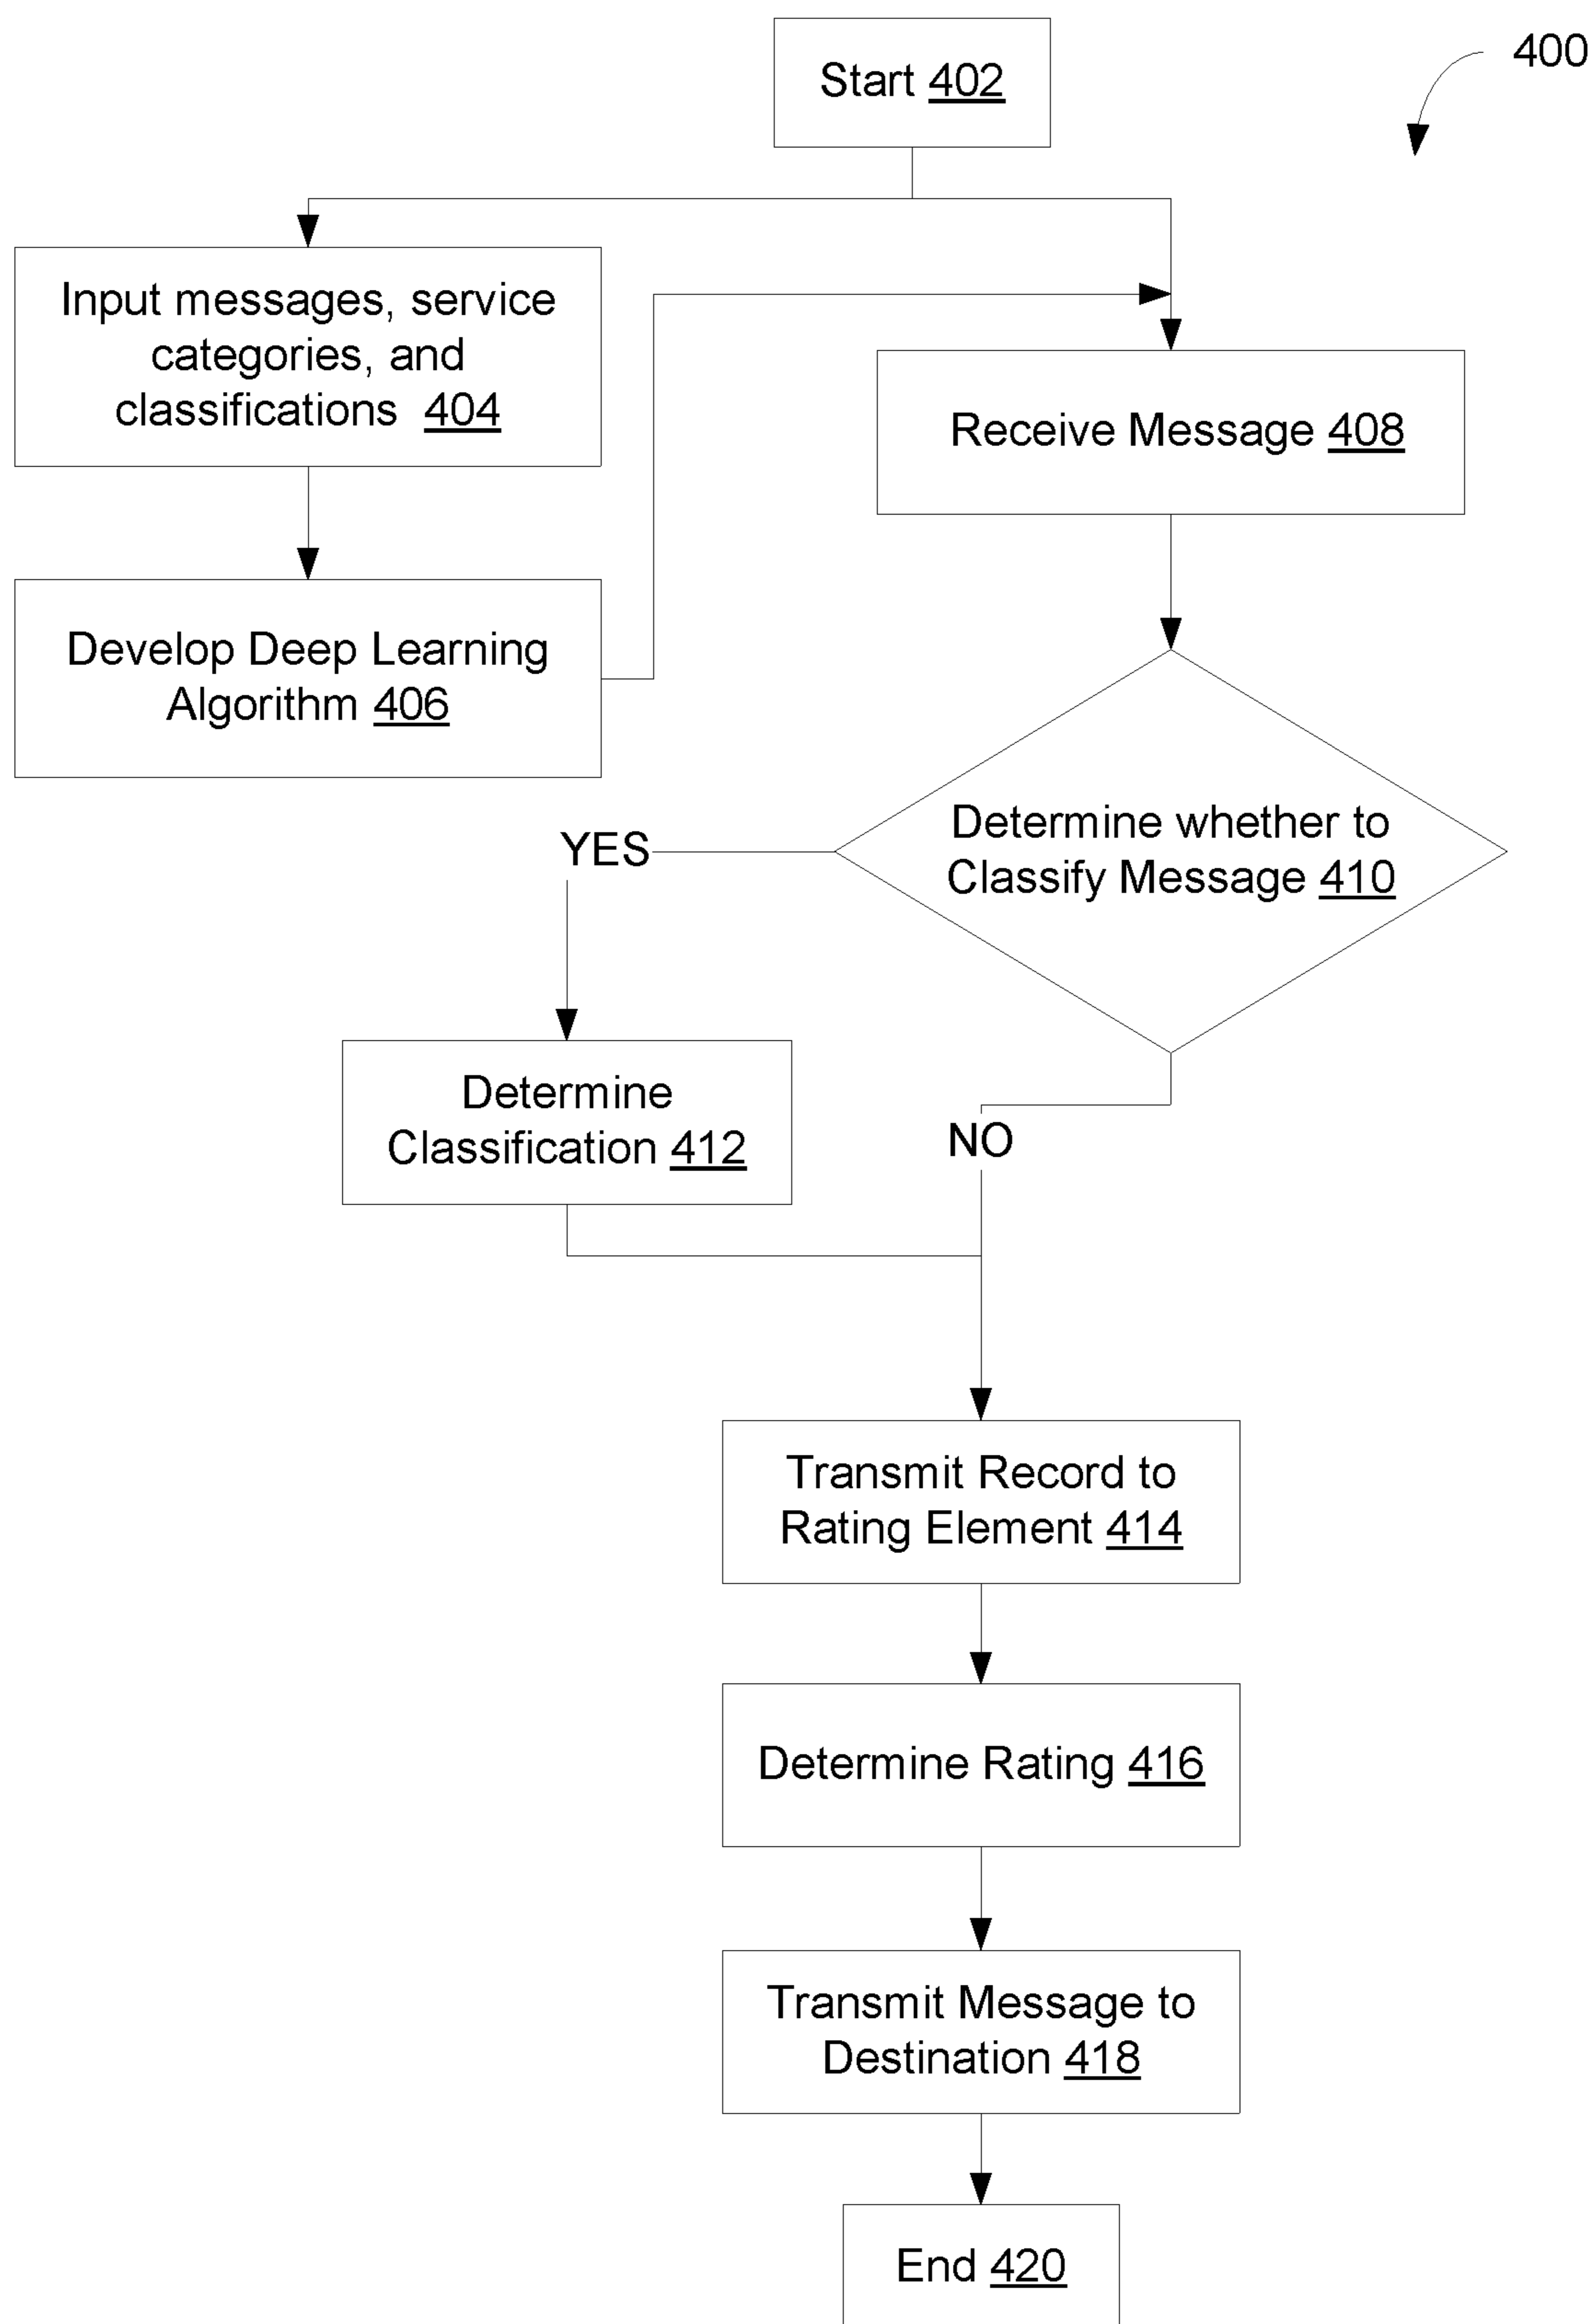 400
Start 402
Input messages, service
categories, and
classifications 404
Receive Message 408
Develop Deep Learning
Algorithm 406
Determine whether to
Classify Message 410
YES
Determine
Classification 412
NO
Transmit Record to
Rating Element 414
Determine Rating 416
Transmit Message to
Destination 418
End 420